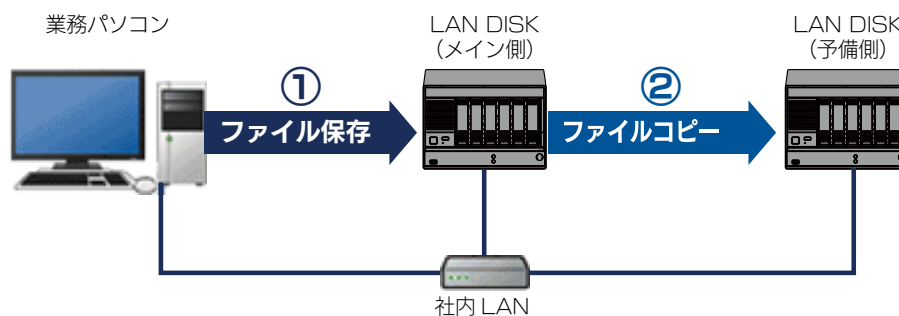 業務パソコン
LAN DISK
（メイン側）
LAN DISK
（予備側）
①
ファイル保存
②
ファイルコピー
社内 LAN